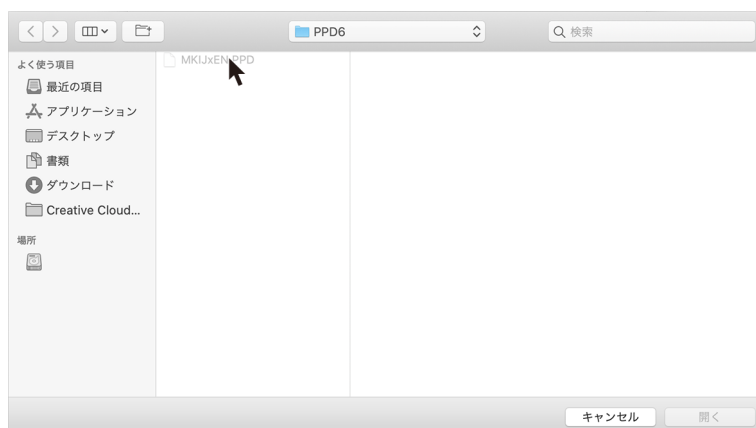 PPD6
検索
よく使う項目
最近の項目
アプリケーション
デスクトップ
書類
ダウンロード
Creative Cloud...
場所
MKIJxEN.PPD
キャンセル
開く